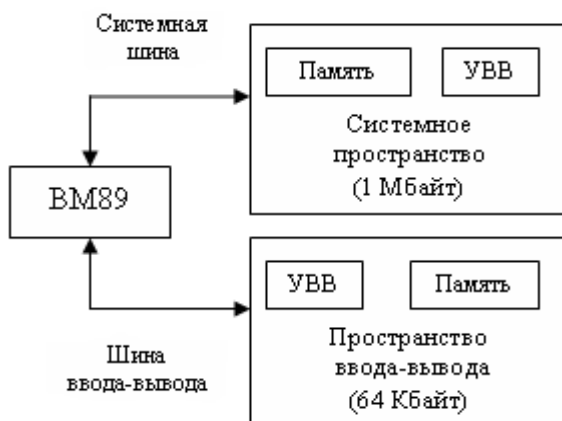 Системная
шина
Память
УВВ
Системное
пространство
(1 Мбайт)
ВМ89
УВВ
Память
Пространство
ввода-вывода
(64 Кбайт)
Шина
ввода-вывода